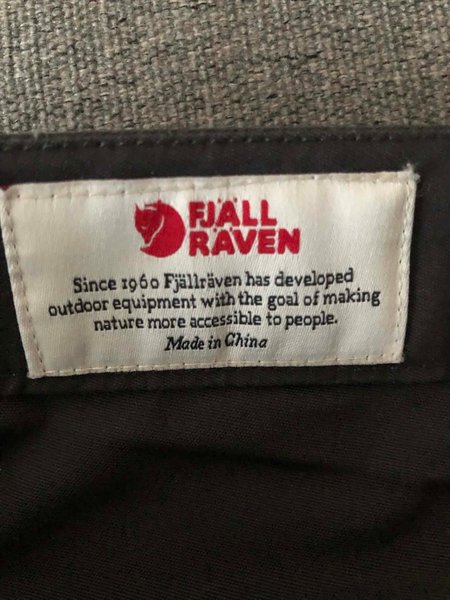 FJÄLL
RÄVEN
Since 1960 Fjällräven has developed
outdoor equipment with the goal of making
nature more accessible to people.
Made in China